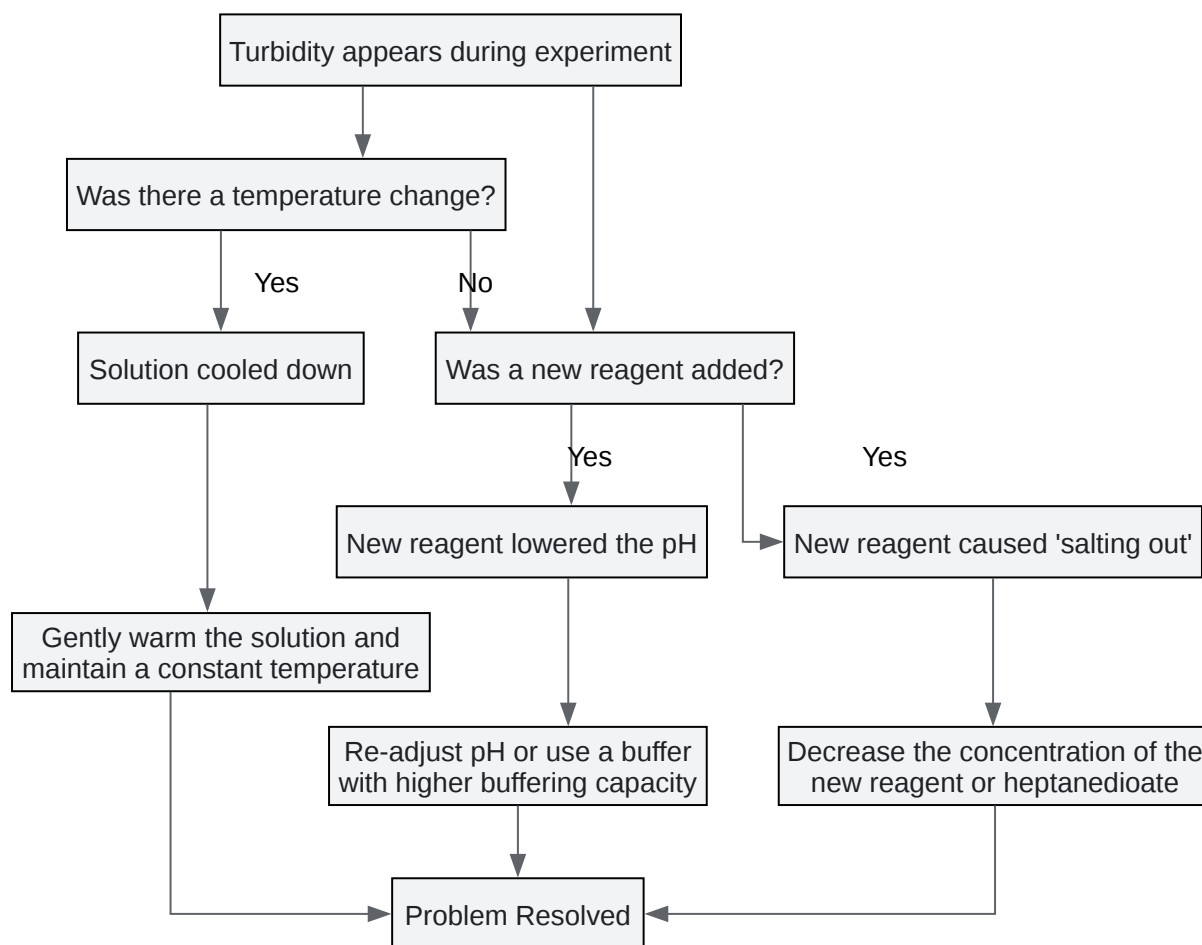 Turbidity appears during experiment
Was there a temperature change?
Yes
No
Solution cooled down
Was a new reagent added?
Yes
Yes
New reagent lowered the pH
New reagent caused 'salting out'
Gently warm the solution and
maintain a constant temperature
Re-adjust pH or use a buffer
with higher buffering capacity
Decrease the concentration of the
new reagent or heptanedioate
Problem Resolved